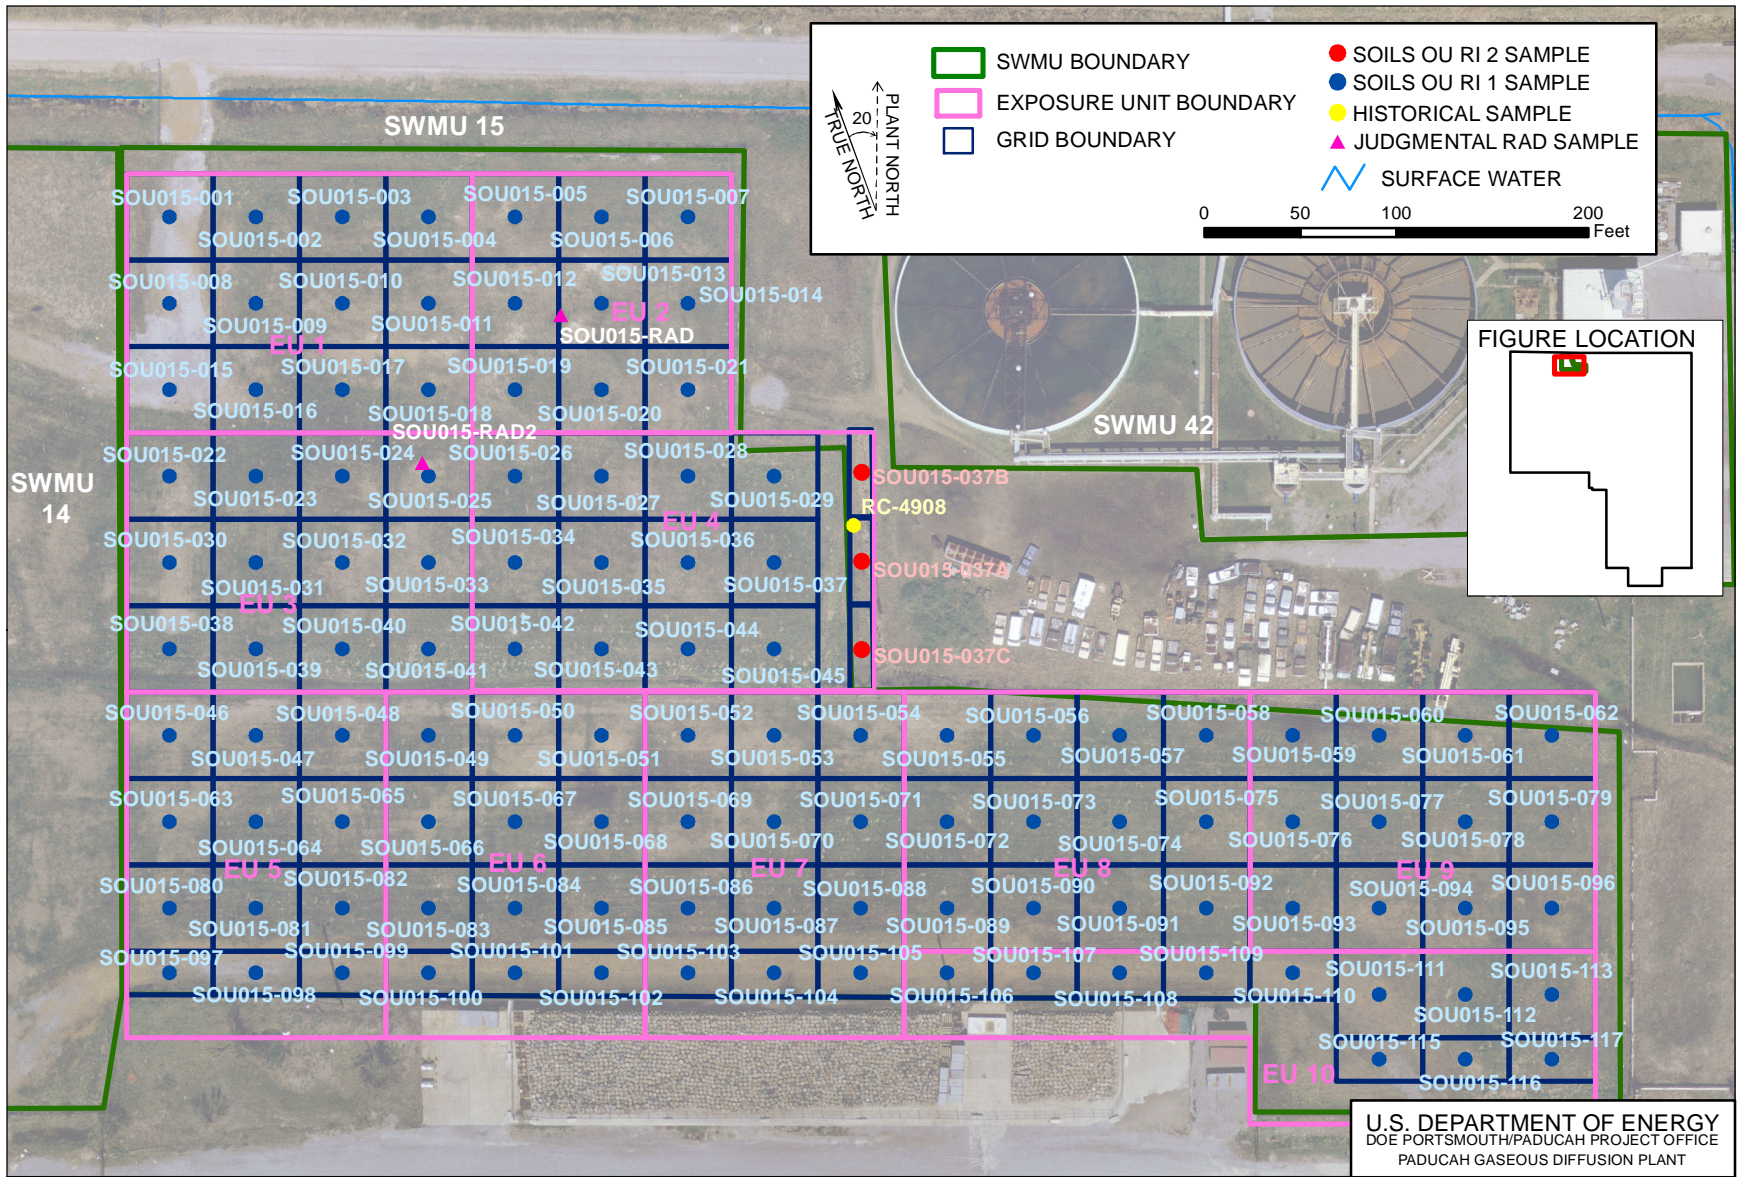 SWMU BOUNDARY
EXPOSURE UNIT BOUNDARY
GRID BOUNDARY
SOILS OU RI 2 SAMPLE
SOILS OU RI 1 SAMPLE
HISTORICAL SAMPLE
JUDGMENTAL RAD SAMPLE
SURFACE WATER
20
TRUE NORTH
PLANT NORTH
0 50 100 200
Feet
FIGURE LOCATION
SWMU 15
SWMU 42
SWMU
14
SOU015-001 SOU015-003 SOU015-005 SOU015-007
SOU015-002 SOU015-004 SOU015-006
SOU015-008 SOU015-010 SOU015-012 SOU015-013 SOU015-014
SOU015-009 SOU015-011 EU 2
EU 1 SOU015-RAD
SOU015-015 SOU015-017 SOU015-019 SOU015-021
SOU015-016 SOU015-018 SOU015-020
SOU015-RAD2
SOU015-022 SOU015-024 SOU015-026 SOU015-028
SOU015-023 SOU015-025 SOU015-027 SOU015-029 SOU015-037B
EU 4 RC-4908
SOU015-030 SOU015-032 SOU015-034 SOU015-036
SOU015-031 SOU015-033 SOU015-035 SOU015-037 SOU015-037A
EU 3
SOU015-038 SOU015-040 SOU015-042 SOU015-044
SOU015-039 SOU015-041 SOU015-043 SOU015-045 SOU015-037C
SOU015-046 SOU015-048 SOU015-050 SOU015-052 SOU015-054 SOU015-056 SOU015-058 SOU015-060 SOU015-062
SOU015-047 SOU015-049 SOU015-051 SOU015-053 SOU015-055 SOU015-057 SOU015-059 SOU015-061
SOU015-063 SOU015-065 SOU015-067 SOU015-069 SOU015-071 SOU015-073 SOU015-075 SOU015-077 SOU015-079
SOU015-064 SOU015-066 SOU015-068 SOU015-070 SOU015-072 SOU015-074 SOU015-076 SOU015-078
EU 5 EU 6 EU 7 EU 8 EU 9
SOU015-080 SOU015-082 SOU015-084 SOU015-086 SOU015-088 SOU015-090 SOU015-092 SOU015-094 SOU015-096
SOU015-081 SOU015-083 SOU015-085 SOU015-087 SOU015-089 SOU015-091 SOU015-093 SOU015-095
SOU015-097 SOU015-099 SOU015-101 SOU015-103 SOU015-105 SOU015-107 SOU015-109 SOU015-111 SOU015-113
SOU015-098 SOU015-100 SOU015-102 SOU015-104 SOU015-106 SOU015-108 SOU015-110 SOU015-112
SOU015-115 SOU015-117
EU 10 SOU015-116
U.S. DEPARTMENT OF ENERGY
DOE PORTSMOUTH/PADUCAH PROJECT OFFICE
PADUCAH GASEOUS DIFFUSION PLANT